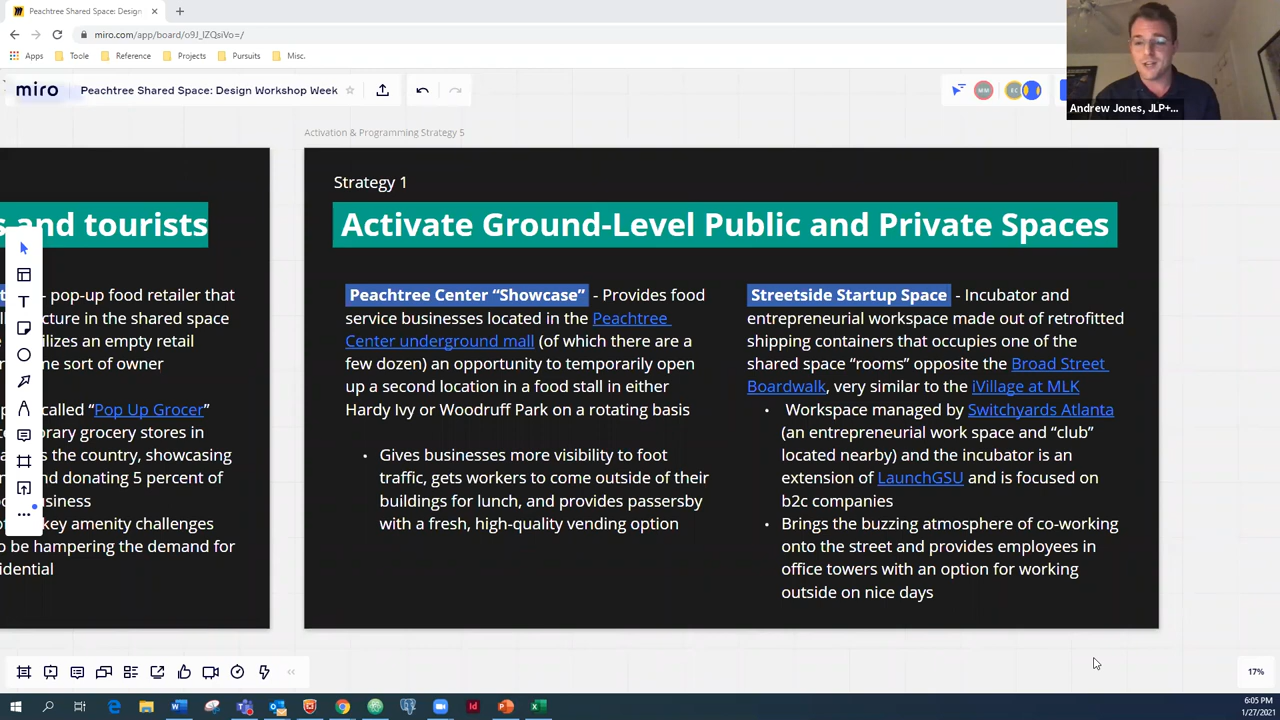 Peachtree Shared Space: Design
miro.com/app/board/o9J_lZQsiVo=/
Apps
Toole
Reference
Projects
Pursuits
Misc.
miro
Peachtree Shared Space: Design Workshop Week
MM
EC
Andrew Jones, JLP+...
Activation & Programming Strategy 5
s and tourists
- pop-up food retailer that
cture in the shared space
ilizes an empty retail
e sort of owner
called “Pop Up Grocer”
orary grocery stores in
s the country, showcasing
nd donating 5 percent of
usiness
key amenity challenges
o be hampering the demand for
idential
Strategy 1
Activate Ground-Level Public and Private Spaces
Peachtree Center “Showcase” - Provides food
service businesses located in the Peachtree
Center underground mall (of which there are a
few dozen) an opportunity to temporarily open
up a second location in a food stall in either
Hardy Ivy or Woodruff Park on a rotating basis
• Gives businesses more visibility to foot
traffic, gets workers to come outside of their
buildings for lunch, and provides passersby
with a fresh, high-quality vending option
Streetside Startup Space - Incubator and
entrepreneurial workspace made out of retrofitted
shipping containers that occupies one of the
shared space “rooms” opposite the Broad Street
Boardwalk, very similar to the iVillage at MLK
• Workspace managed by Switchyards Atlanta
(an entrepreneurial work space and “club”
located nearby) and the incubator is an
extension of LaunchGSU and is focused on
b2c companies
• Brings the buzzing atmosphere of co-working
onto the street and provides employees in
office towers with an option for working
outside on nice days
17%
6:05 PM
1/27/2021